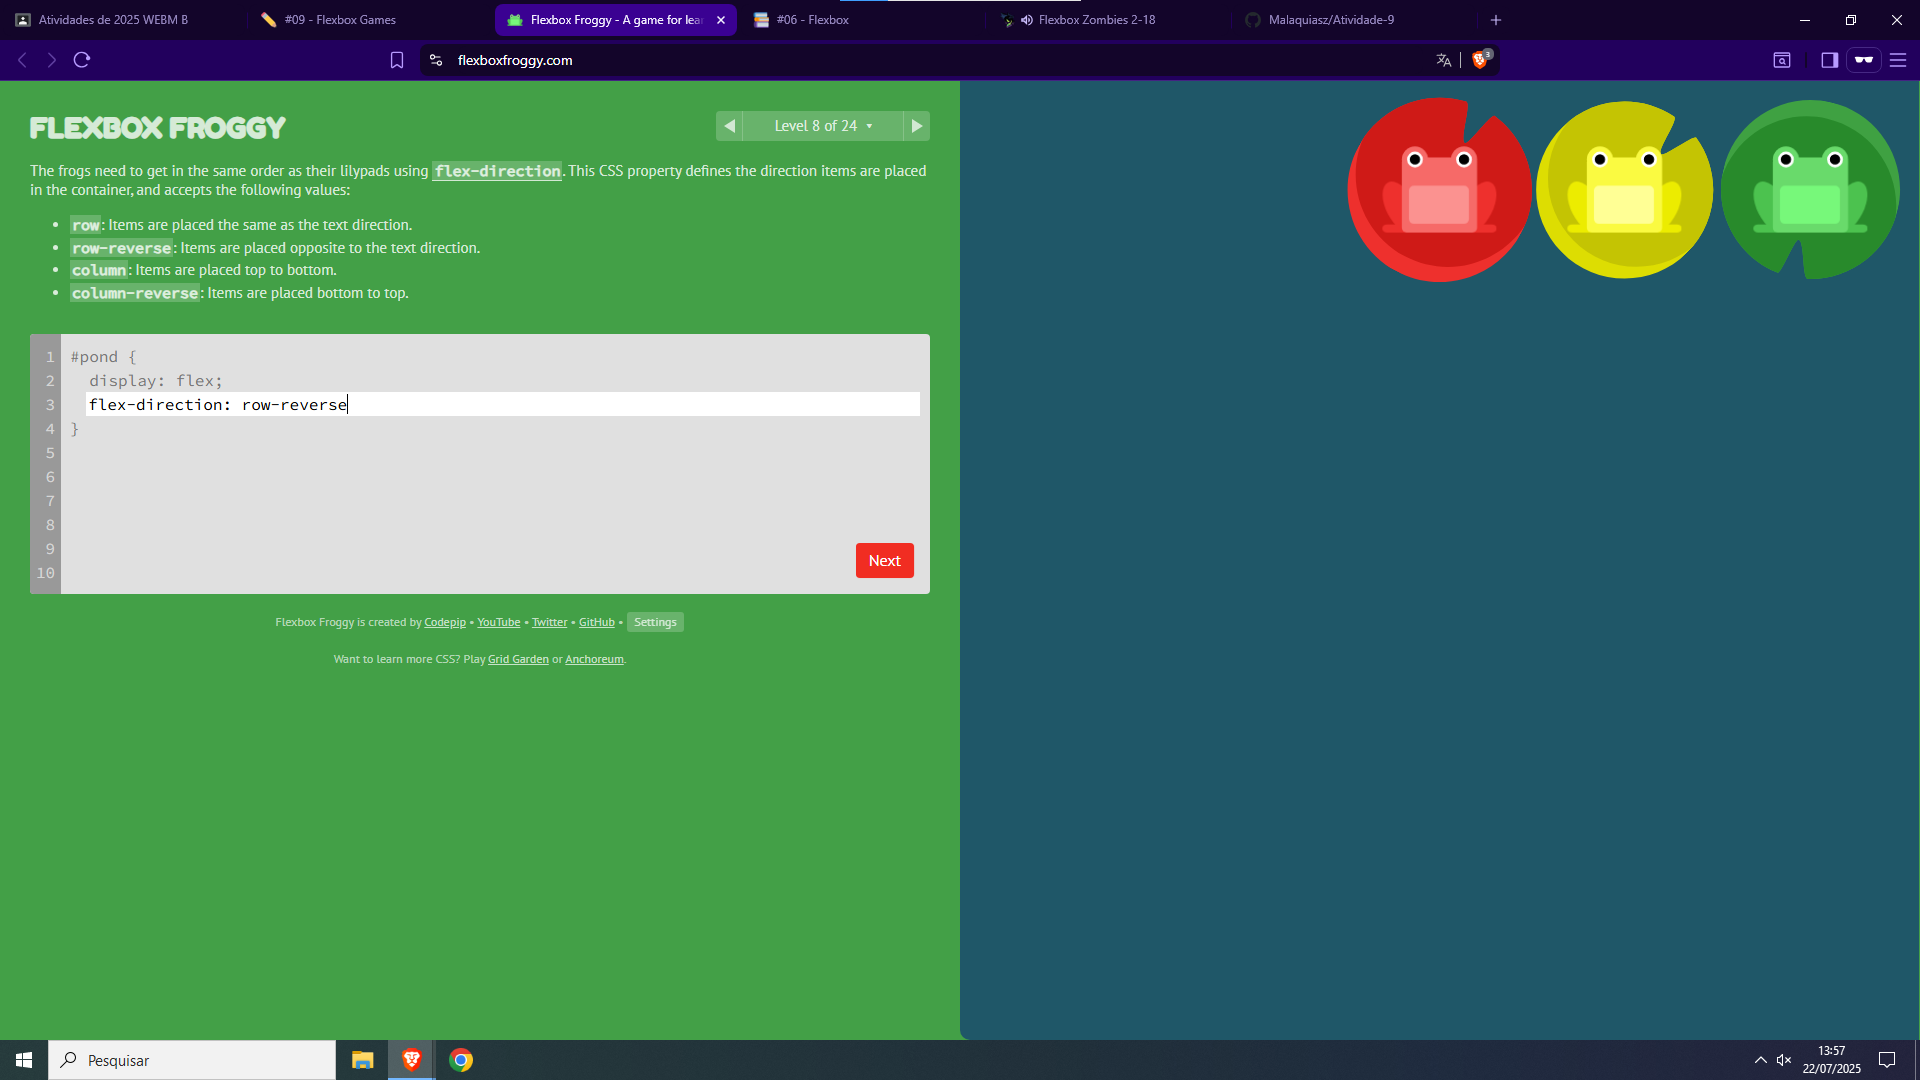 Atividades de 2025 WEBM B
#09 - Flexbox Games
Flexbox Froggy - A game for lea
#06 - Flexbox
Flexbox Zombies 2-18
Malaquiasz/Atividade-9
flexboxfroggy.com
3
FLEXBOX FROGGY
Level 8 of 24
The frogs need to get in the same order as their lilypads using flex-direction. This CSS property defines the direction items are placed
in the container, and accepts the following values:
• row: Items are placed the same as the text direction.
• row-reverse: Items are placed opposite to the text direction.
• column: Items are placed top to bottom.
• column-reverse: Items are placed bottom to top.
1 #pond {
2 display: flex;
3 flex-direction: row-reverse
4 }
5
6
7
8
9
10
Next
Flexbox Froggy is created by Codepip • YouTube • Twitter • GitHub • Settings
Want to learn more CSS? Play Grid Garden or Anchoreum.
Pesquisar
13:57
22/07/2025